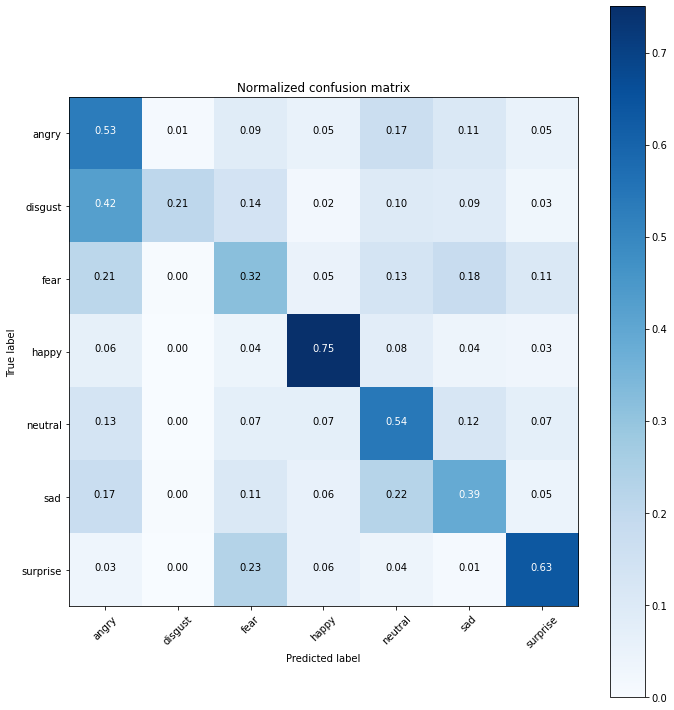 Normalized confusion matrix
True label
angry 0.53 0.01 0.09 0.05 0.17 0.11 0.05
disgust 0.42 0.21 0.14 0.02 0.10 0.09 0.03
fear 0.21 0.00 0.32 0.05 0.13 0.18 0.11
happy 0.06 0.00 0.04 0.75 0.08 0.04 0.03
neutral 0.13 0.00 0.07 0.07 0.54 0.12 0.07
sad 0.17 0.00 0.11 0.06 0.22 0.39 0.05
surprise 0.03 0.00 0.23 0.06 0.04 0.01 0.63
angry disgust fear happy neutral sad surprise
Predicted label
0.7
0.6
0.5
0.4
0.3
0.2
0.1
0.0